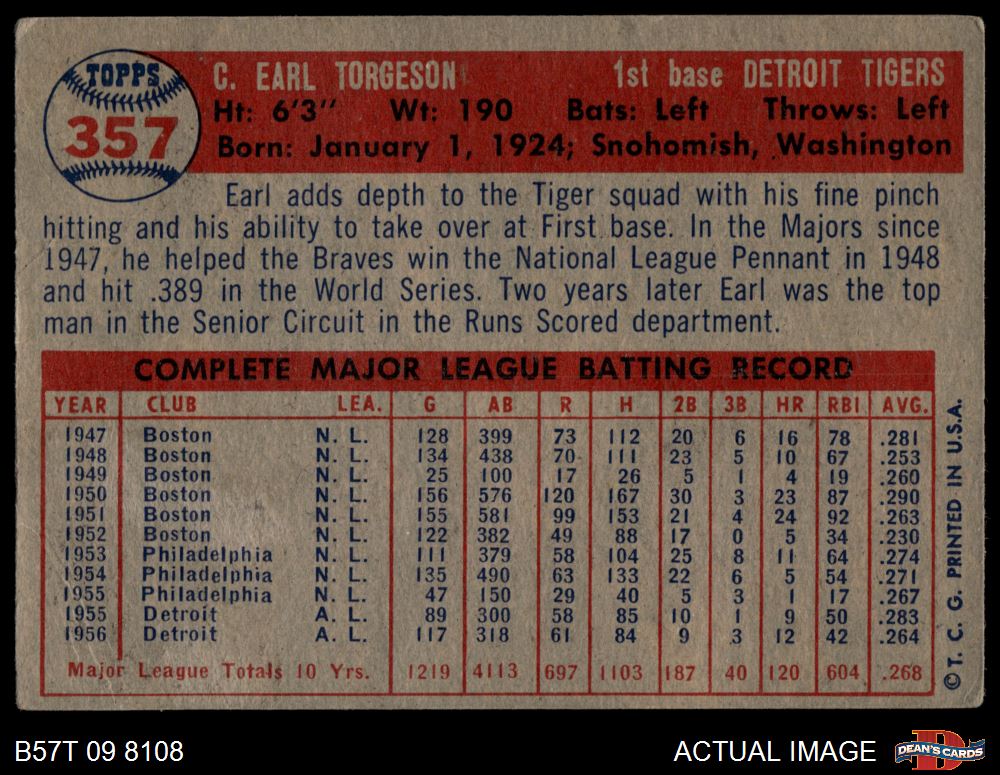 TOPPS
357
C. EARL TORGESON 1st base DETROIT TIGERS
Ht: 6'3" Wt: 190 Bats: Left Throws: Left
Born: January 1, 1924; Snohomish, Washington
Earl adds depth to the Tiger squad with his fine pinch
hitting and his ability to take over at First base. In the Majors since
1947, he helped the Braves win the National League Pennant in 1948
and hit .389 in the World Series. Two years later Earl was the top
man in the Senior Circuit in the Runs Scored department.
COMPLETE MAJOR LEAGUE BATTING RECORD
YEAR CLUB LEA. G AB R H 2B 3B HR RBI AVG.
1947 Boston N. L. 128 399 73 112 20 6 16 78 .281
1948 Boston N. L. 134 438 70 111 23 5 10 67 .253
1949 Boston N. L. 25 100 17 26 5 1 4 19 .260
1950 Boston N. L. 156 576 120 167 30 3 23 87 .290
1951 Boston N. L. 155 581 99 153 21 4 24 92 .263
1952 Boston N. L. 122 382 49 88 17 0 5 34 .230
1953 Philadelphia N. L. 111 379 58 104 25 8 11 64 .274
1954 Philadelphia N. L. 135 490 63 133 22 6 5 54 .271
1955 Philadelphia N. L. 47 150 29 40 5 3 1 17 .267
1955 Detroit A. L. 89 300 58 85 10 1 9 50 .283
1956 Detroit A. L. 117 318 61 84 9 3 12 42 .264
Major League Totals 10 Yrs. 1219 4113 697 1103 187 40 120 604 .268
© T. C. G. PRINTED IN U.S.A.
B57T 09 8108 ACTUAL IMAGE
DEAN'S CARDS